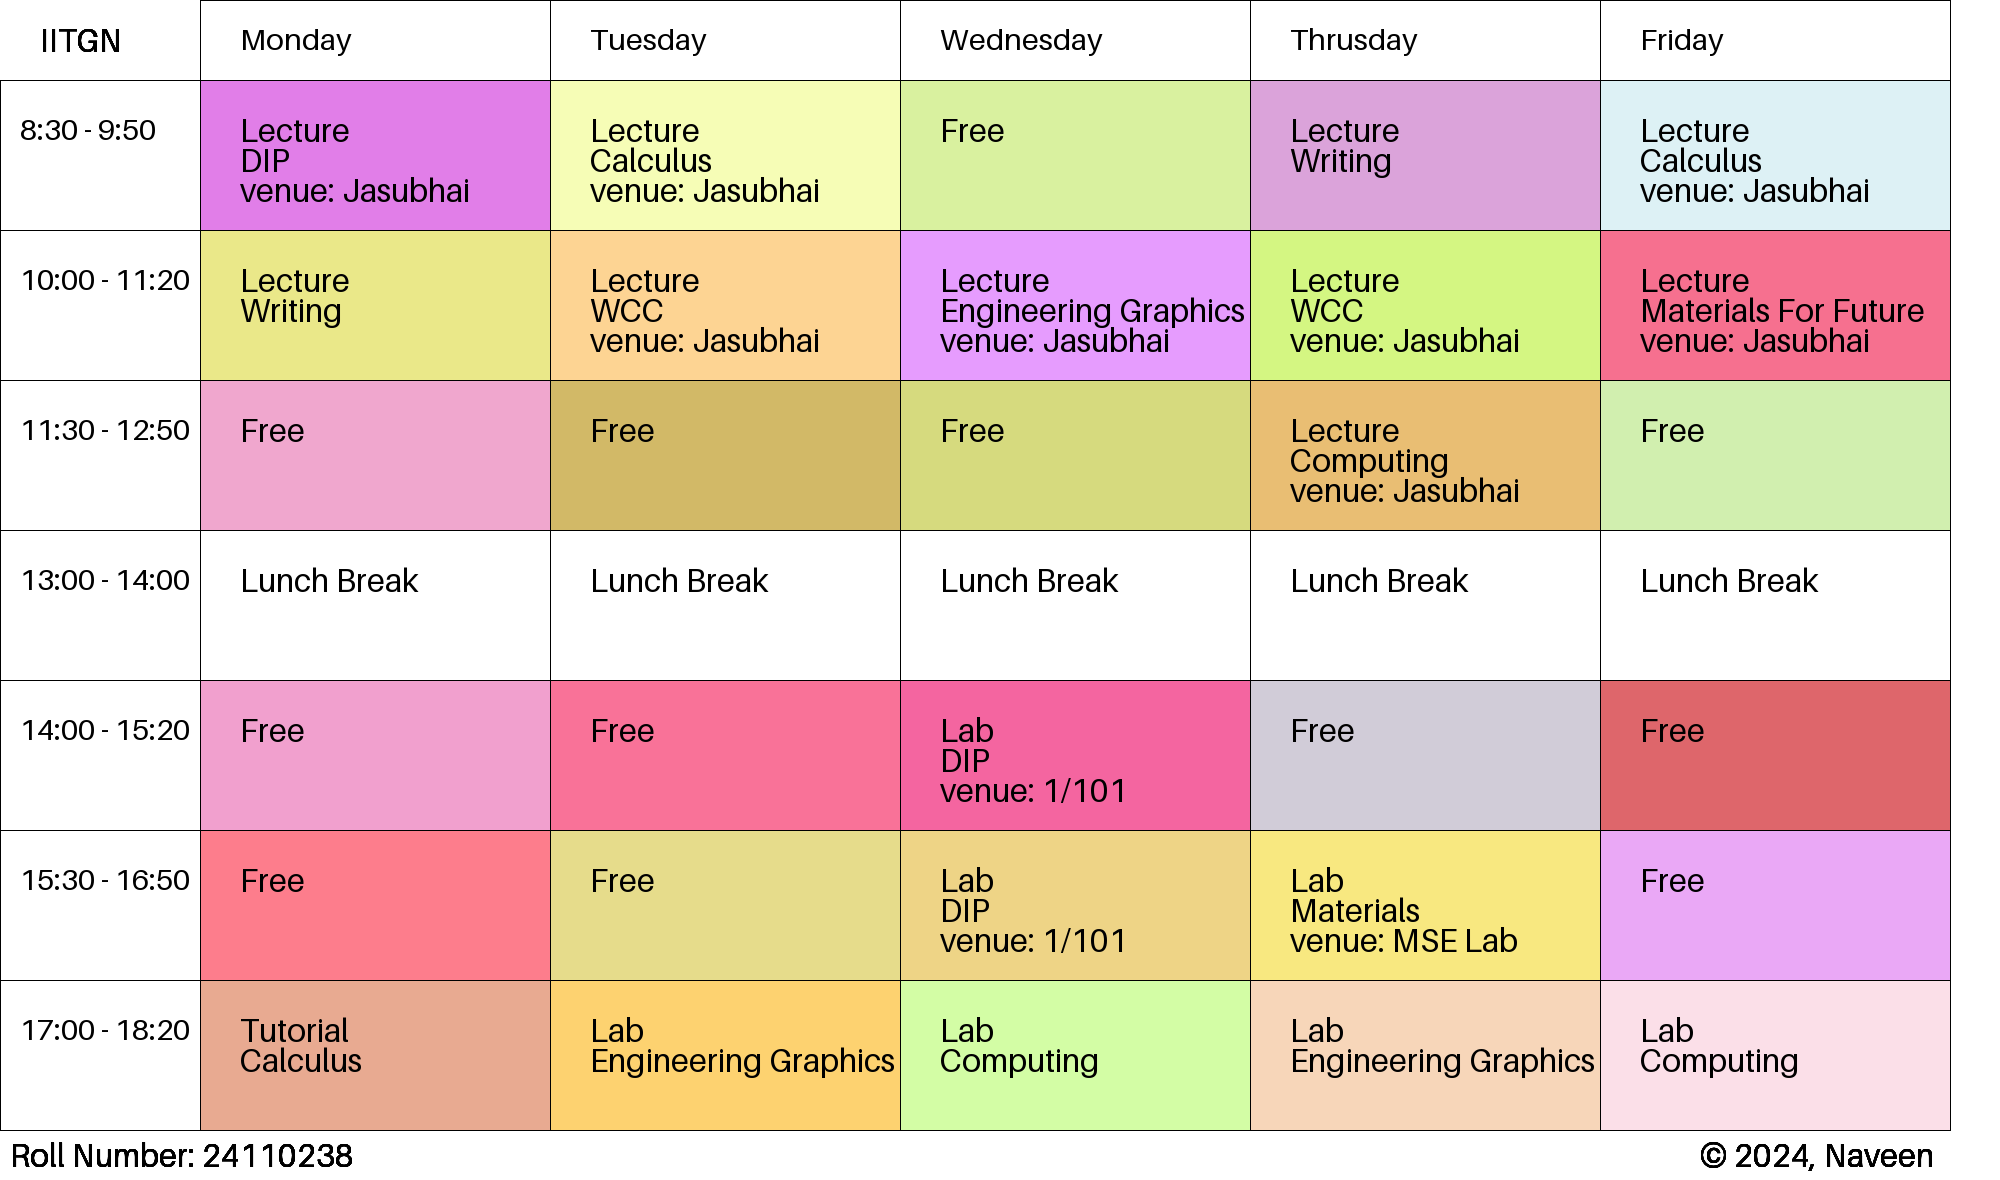 IITGN Monday Tuesday Wednesday Thrusday Friday
8:30 - 9:50
Lecture
DIP
venue: Jasubhai
Lecture
Calculus
venue: Jasubhai
Free
Lecture
Writing
Lecture
Calculus
venue: Jasubhai
10:00 - 11:20
Lecture
Writing
Lecture
WCC
venue: Jasubhai
Lecture
Engineering Graphics
venue: Jasubhai
Lecture
WCC
venue: Jasubhai
Lecture
Materials For Future
venue: Jasubhai
11:30 - 12:50
Free
Free
Free
Lecture
Computing
venue: Jasubhai
Free
13:00 - 14:00
Lunch Break
Lunch Break
Lunch Break
Lunch Break
Lunch Break
14:00 - 15:20
Free
Free
Lab
DIP
venue: 1/101
Free
Free
15:30 - 16:50
Free
Free
Lab
DIP
venue: 1/101
Lab
Materials
venue: MSE Lab
Free
17:00 - 18:20
Tutorial
Calculus
Lab
Engineering Graphics
Lab
Computing
Lab
Engineering Graphics
Lab
Computing
Roll Number: 24110238
© 2024, Naveen